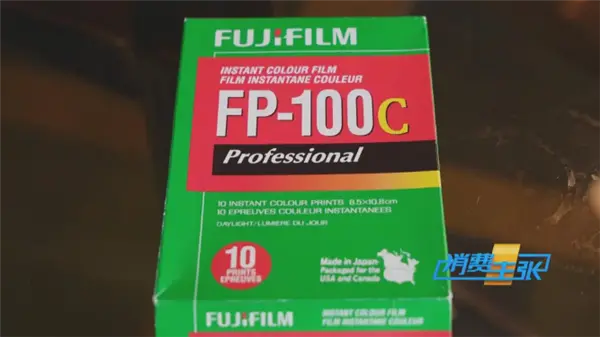 FUJIFILM
INSTANT COLOUR FILM
FILM INSTANTANE COULEUR
FP-100C
Professional
10 INSTANT COLOUR PRINTS 8.5×10.8cm
10 EPREUVES COULEUR INSTANTANEES
DAYLIGHT/LUMIERE DU JOUR
10
PRINTS
EPREUVES
Made in Japan
Packaged for the
USA and Canada
消费主张
FUJIFILM
INSTANT COLOUR FILM
FILM INSTANTANE COULEUR